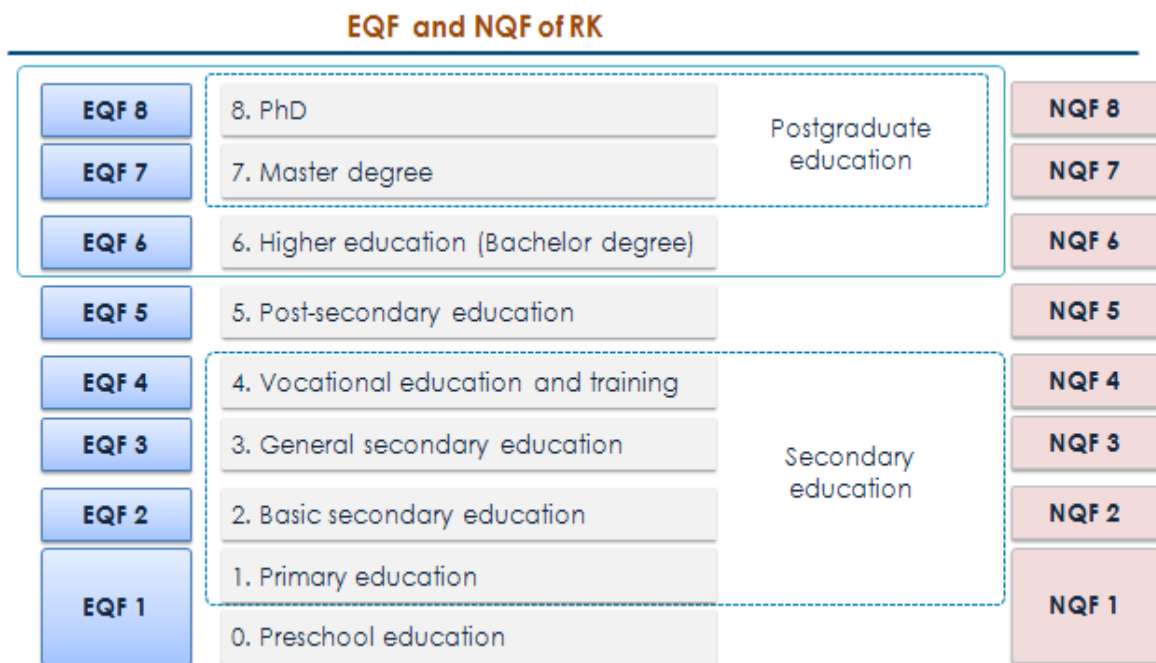 EQF and NQF of RK
EQF 8
8. PhD
Postgraduate
education
NQF 8
EQF 7
7. Master degree
NQF 7
EQF 6
6. Higher education (Bachelor degree)
NQF 6
EQF 5
5. Post-secondary education
NQF 5
EQF 4
4. Vocational education and training
NQF 4
EQF 3
3. General secondary education
Secondary
education
NQF 3
EQF 2
2. Basic secondary education
NQF 2
EQF 1
1. Primary education
0. Preschool education
NQF 1